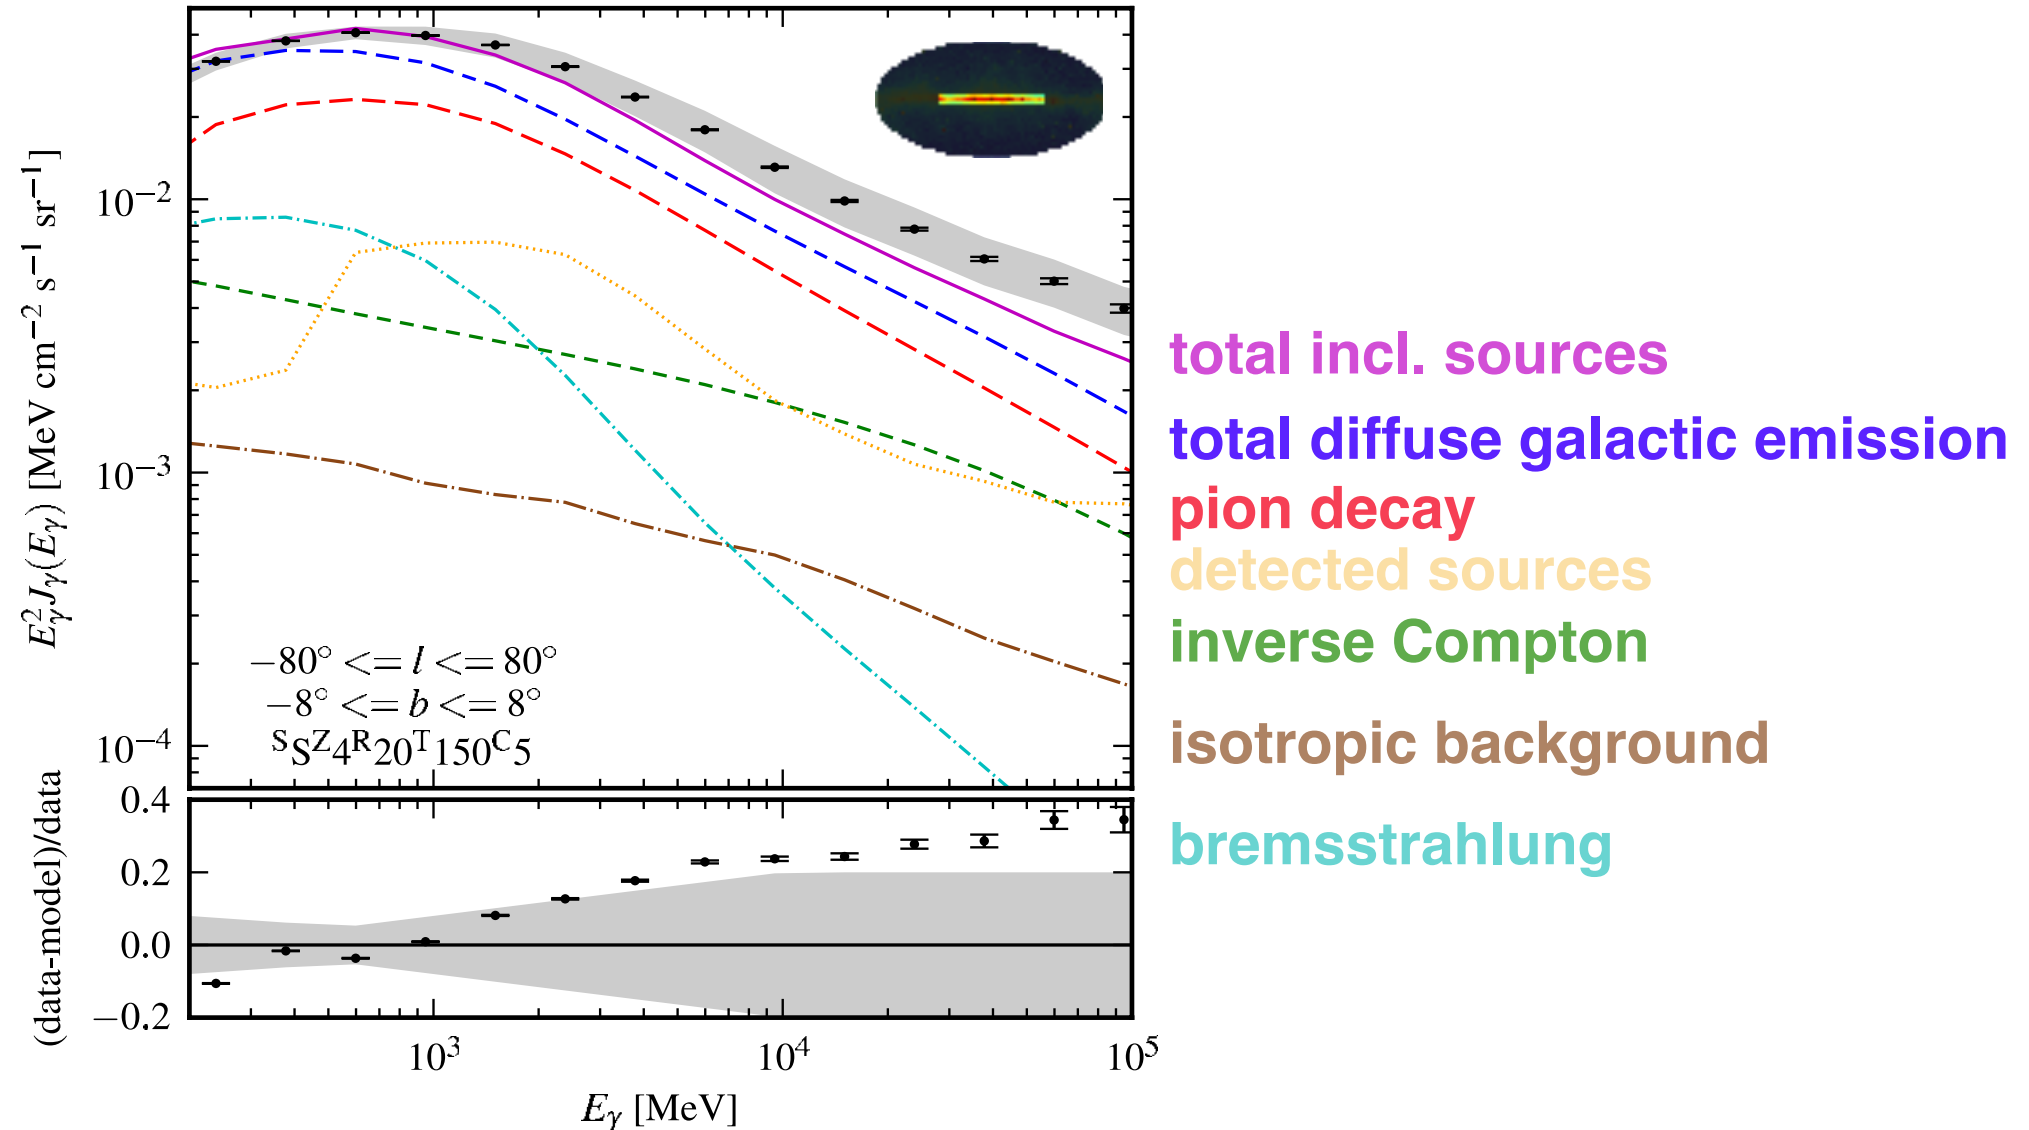 E²γJγ(Eγ) [MeV cm−2 s−1 sr−1]
10−2
10−3
10−4
−80° <= l <= 80°
−8° <= b <= 8°
SSZ4R20T150C5
total incl. sources
total diffuse galactic emission
pion decay
detected sources
inverse Compton
isotropic background
bremsstrahlung
(data-model)/data
0.4
0.2
0.0
−0.2
10³
10⁴
10⁵
Eγ [MeV]